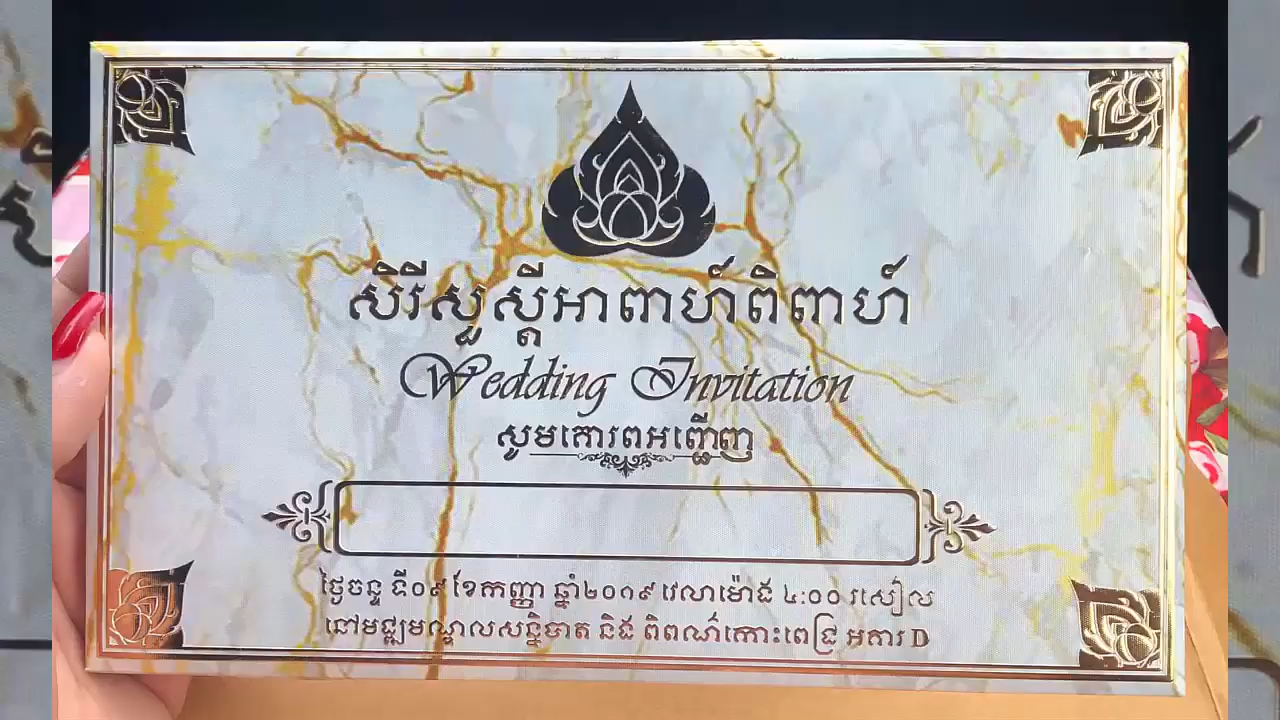 សិរីសួស្តីអាពាហ៍ពិពាហ៍
Wedding Invitation
សូមគោរពអញ្ជើញ
ថ្ងៃចន្ទ ទី០៩ ខែកញ្ញា ឆ្នាំ២០១៩ វេលាម៉ោង ៤:០០ រសៀល
នៅមជ្ឈមណ្ឌលសន្និបាត និង ពិពណ៌កោះពេជ្រ អគារ D